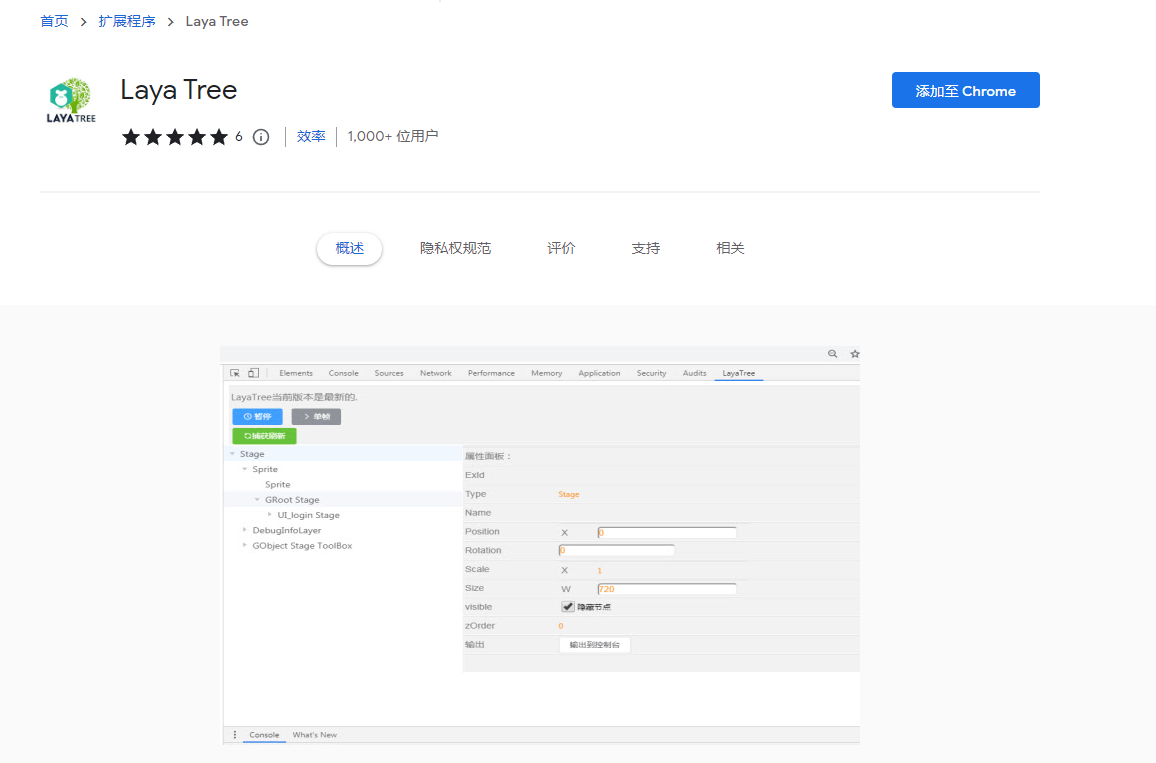 首页 › 扩展程序 › Laya Tree
LAYATREE
Laya Tree
添加至 Chrome
6 效率 1,000+ 位用户
概述 隐私权规范 评价 支持 相关
Elements Console Sources Network Performance Memory Application Security Audits LayaTree
LayaTree当前版本是最新的.
暂停 > 单帧
捕获刷新
Stage
Sprite
Sprite
GRoot Stage
UI_login Stage
DebugInfoLayer
GObject Stage ToolBox
属性面板：
ExId
Type Stage
Name
Position X 0
Rotation 0
Scale X 1
Size W 720
visible 隐藏节点
zOrder 0
输出 输出到控制台
Console What's New